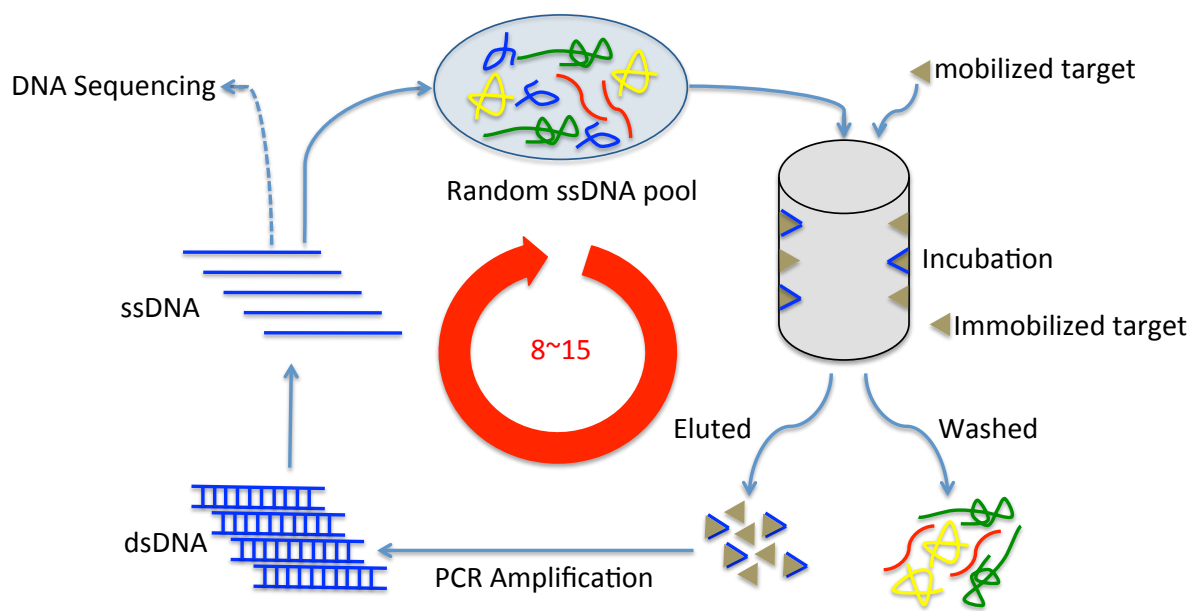 DNA Sequencing
mobilized target
Random ssDNA pool
Incubation
ssDNA
Immobilized target
8~15
Eluted
Washed
dsDNA
PCR Amplification